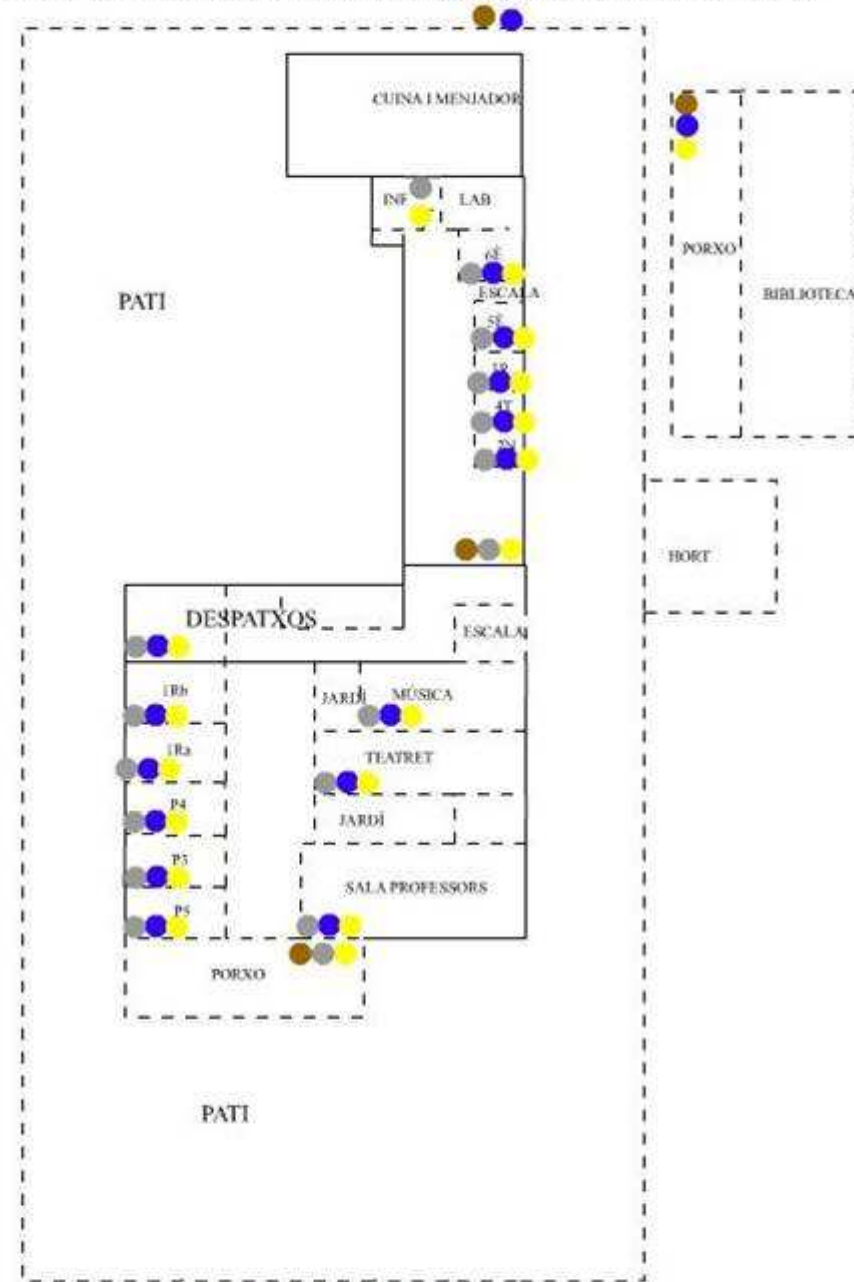 CUINA I MENJADOR
INF
LAB
6È
ESCALA
5È
PORXO
BIBLIOTECA
PATI
4T
HORT
DESPATXOS
ESCALA
1Rb
JARDÍ
MÚSICA
1Ra
TEATRET
P4
JARDÍ
P3
SALA PROFESSORS
P5
PORXO
PATI